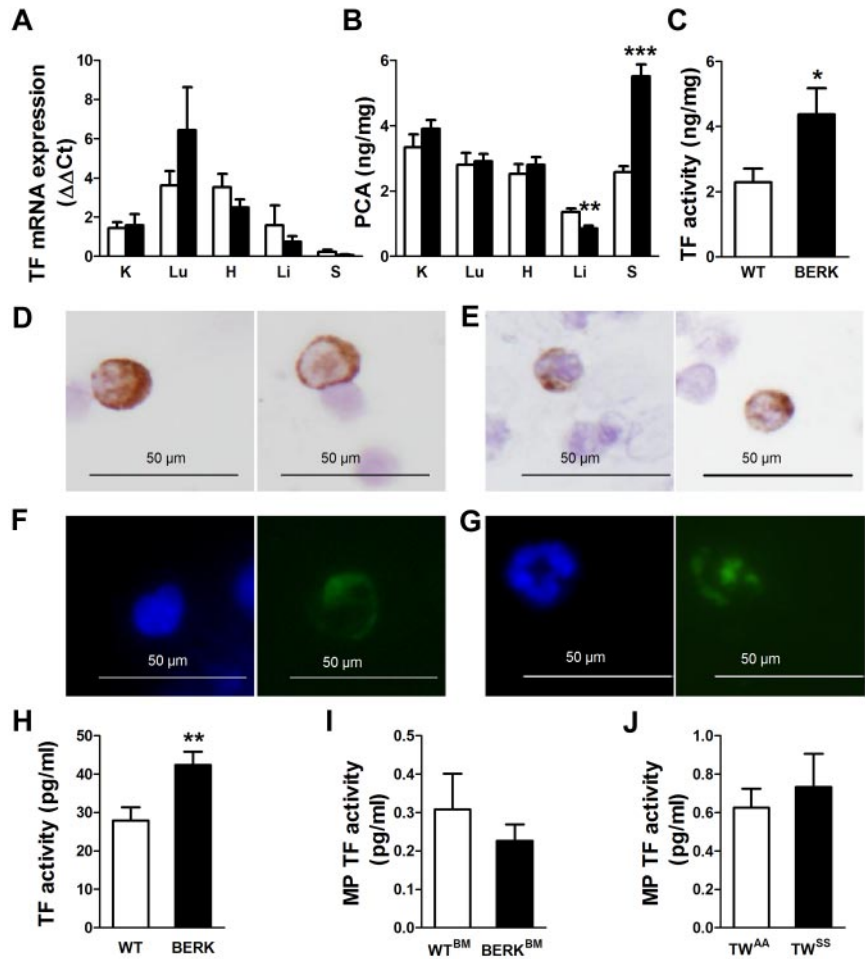 A
TF mRNA expression
(ΔΔCt)
10
8
6
4
2
0
K Lu H Li S
B
PCA (ng/mg)
6
4
2
0
**
***
K Lu H Li S
C
TF activity (ng/mg)
6
4
2
0
*
WT BERK
D
50 µm
50 µm
E
50 µm
50 µm
F
50 µm
50 µm
G
50 µm
50 µm
H
TF activity (pg/ml)
50
40
30
20
10
0
**
WT BERK
I
MP TF activity
(pg/ml)
0.5
0.4
0.3
0.2
0.1
0.0
WT^BM BERK^BM
J
MP TF activity
(pg/ml)
1.0
0.8
0.6
0.4
0.2
0.0
TW^AA TW^SS